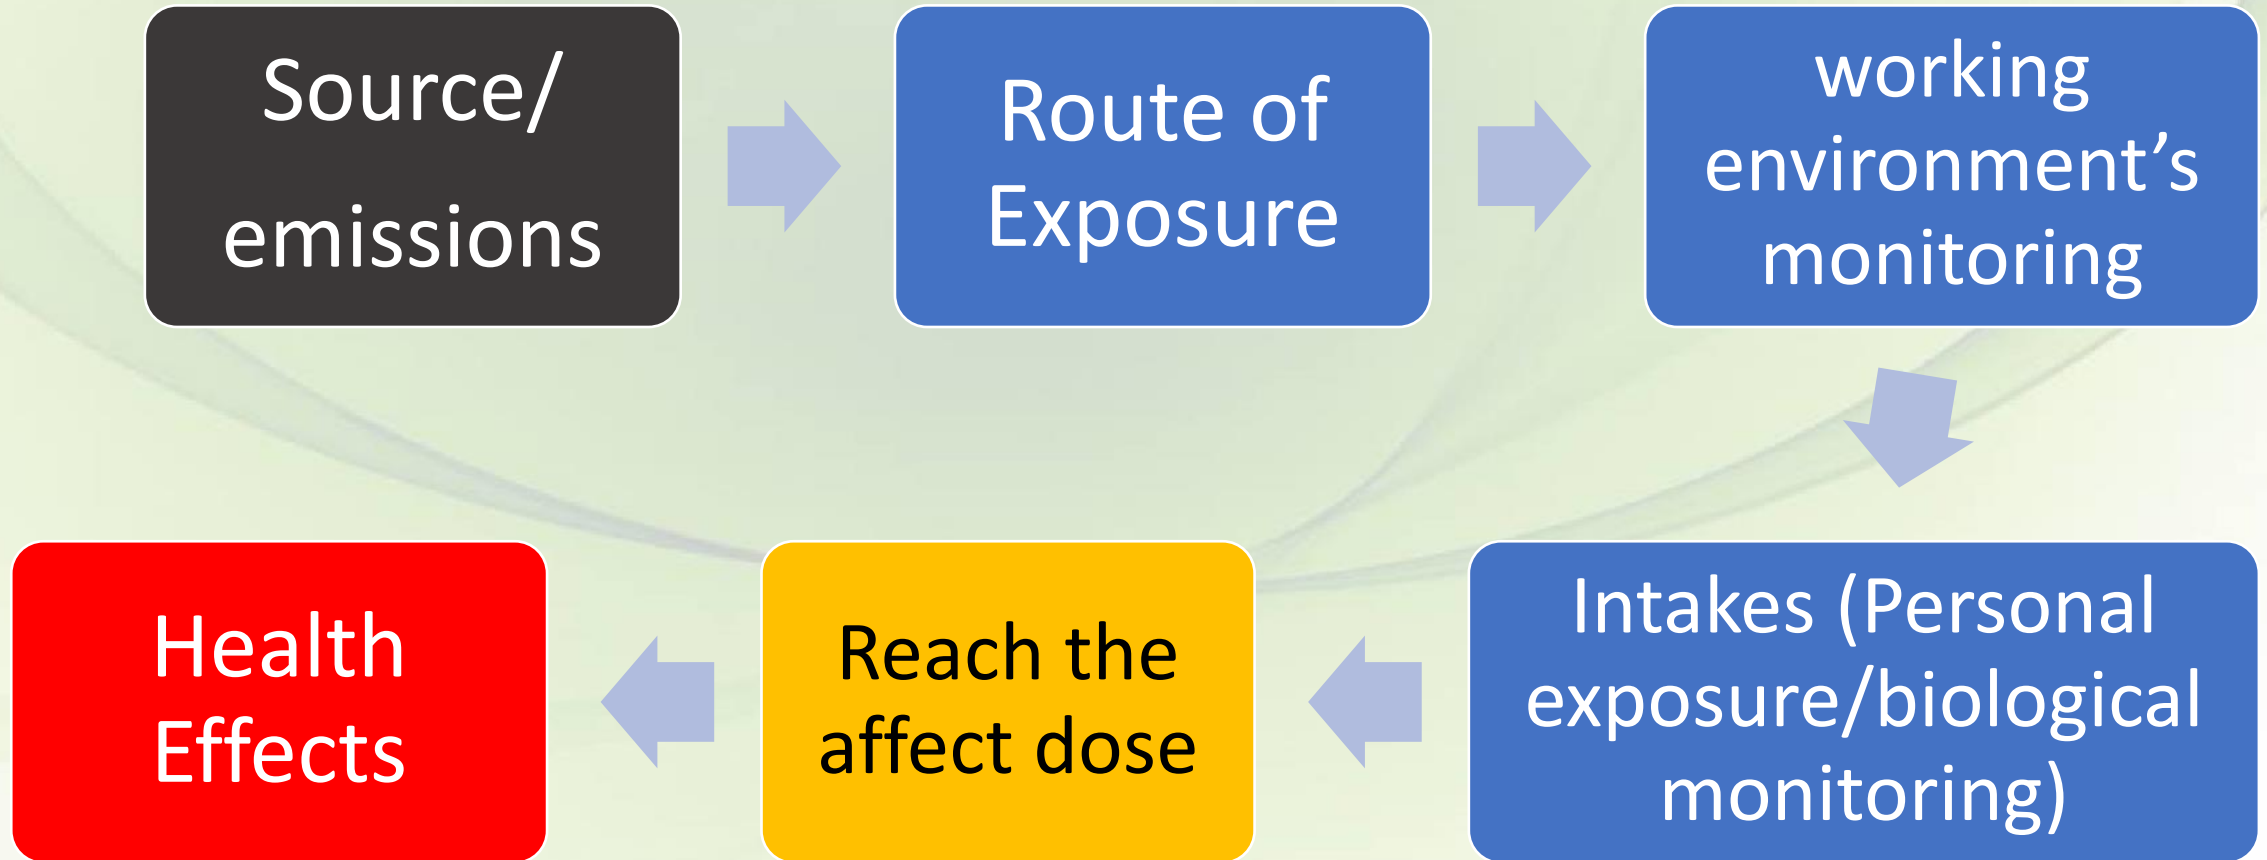 Source/
emissions
Route of
Exposure
working
environment’s
monitoring
Intakes (Personal
exposure/biological
monitoring)
Reach the
affect dose
Health
Effects